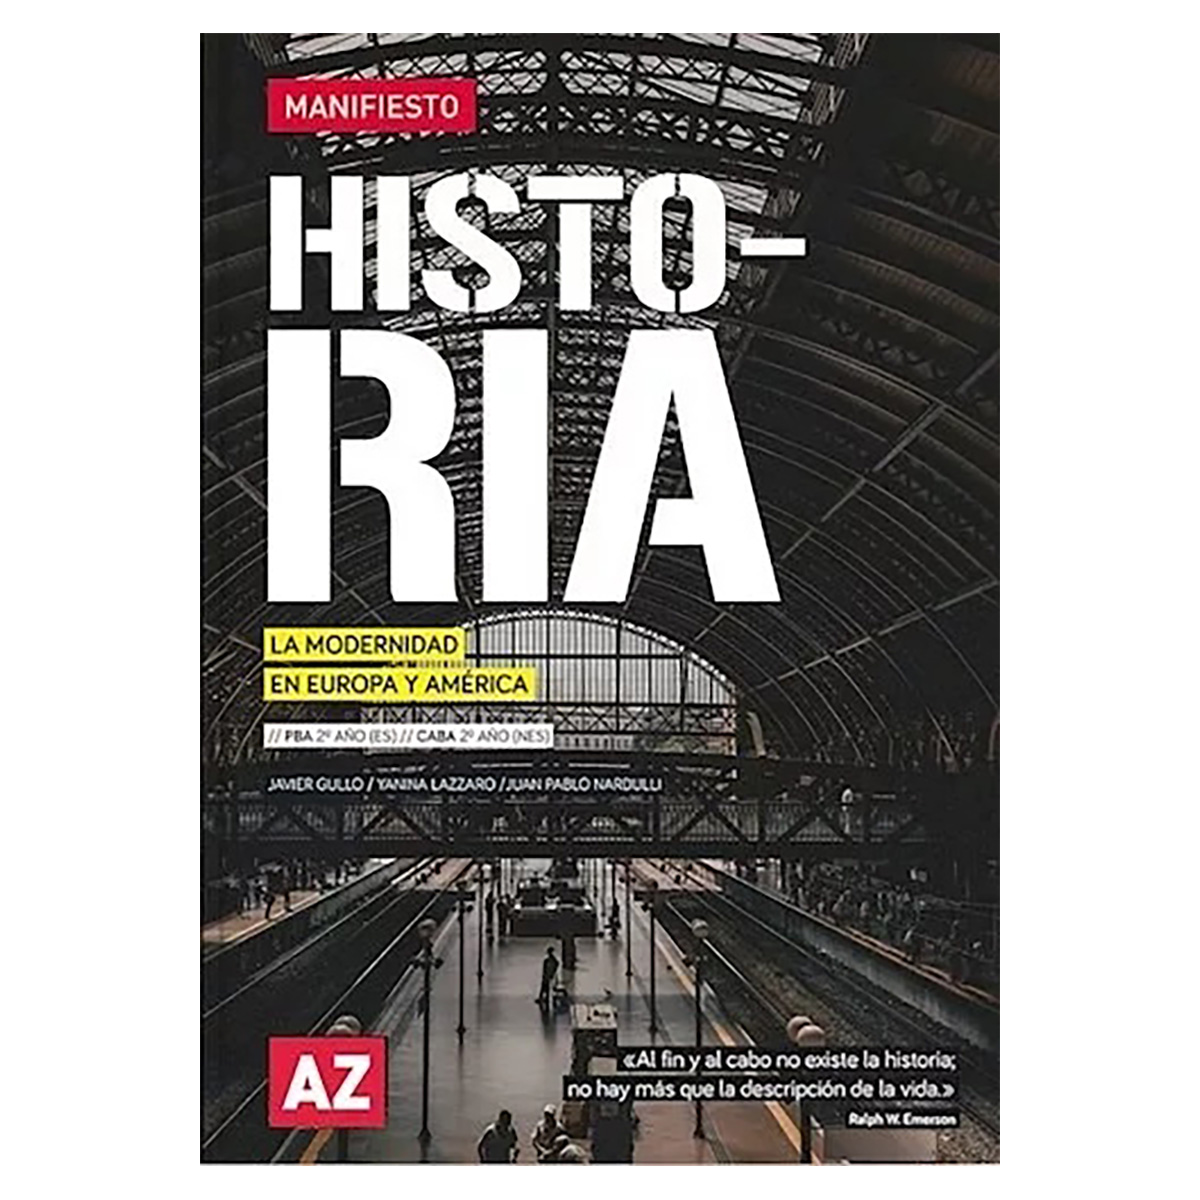 MANIFIESTO
HISTO-
RIA
LA MODERNIDAD
EN EUROPA Y AMÉRICA
// PBA 2º AÑO (ES) // CABA 2º AÑO (NES)
JAVIER GULLO / YANINA LAZZARO / JUAN PABLO NARDULLI
«Al fin y al cabo no existe la historia;
no hay más que la descripción de la vida.»
Ralph W. Emerson
AZ